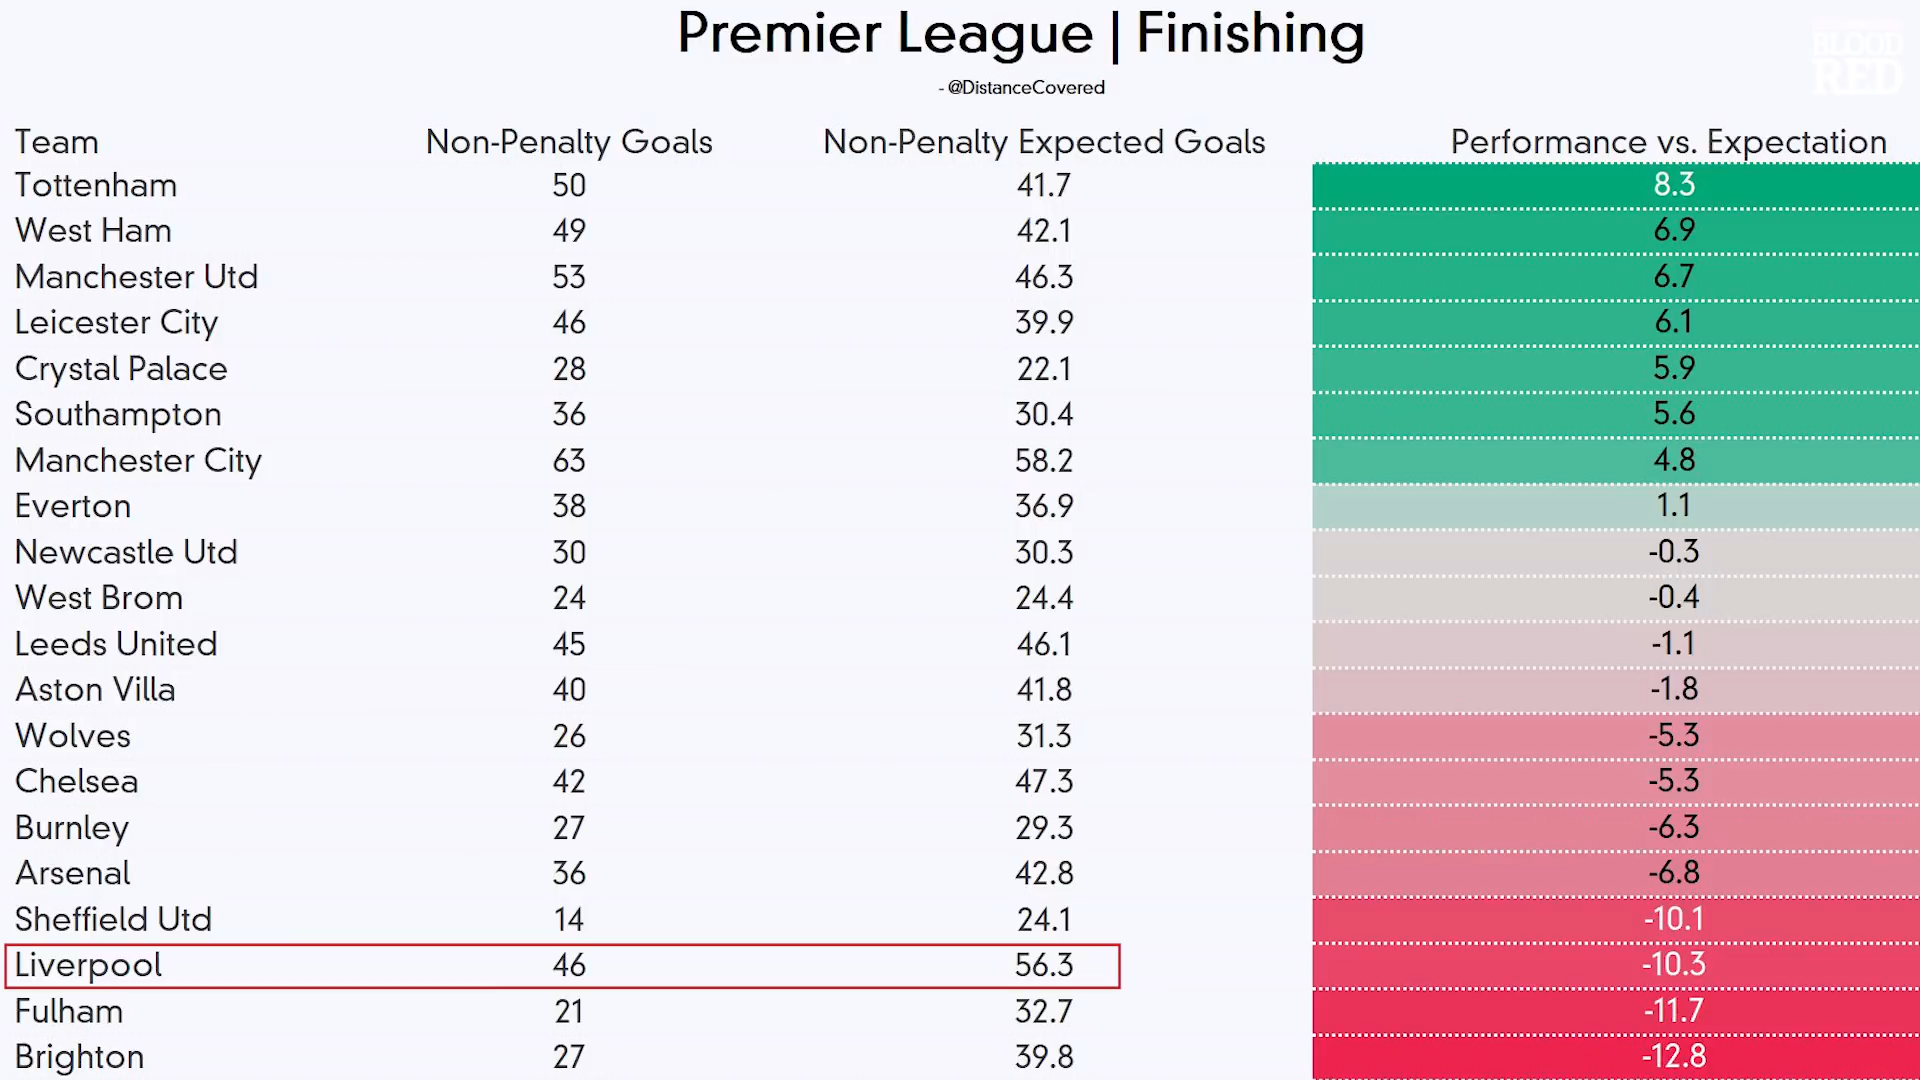 Premier League | Finishing
BLOOD
RED
- @DistanceCovered
Team Non-Penalty Goals Non-Penalty Expected Goals Performance vs. Expectation
Tottenham 50 41.7 8.3
West Ham 49 42.1 6.9
Manchester Utd 53 46.3 6.7
Leicester City 46 39.9 6.1
Crystal Palace 28 22.1 5.9
Southampton 36 30.4 5.6
Manchester City 63 58.2 4.8
Everton 38 36.9 1.1
Newcastle Utd 30 30.3 -0.3
West Brom 24 24.4 -0.4
Leeds United 45 46.1 -1.1
Aston Villa 40 41.8 -1.8
Wolves 26 31.3 -5.3
Chelsea 42 47.3 -5.3
Burnley 27 29.3 -6.3
Arsenal 36 42.8 -6.8
Sheffield Utd 14 24.1 -10.1
Liverpool 46 56.3 -10.3
Fulham 21 32.7 -11.7
Brighton 27 39.8 -12.8